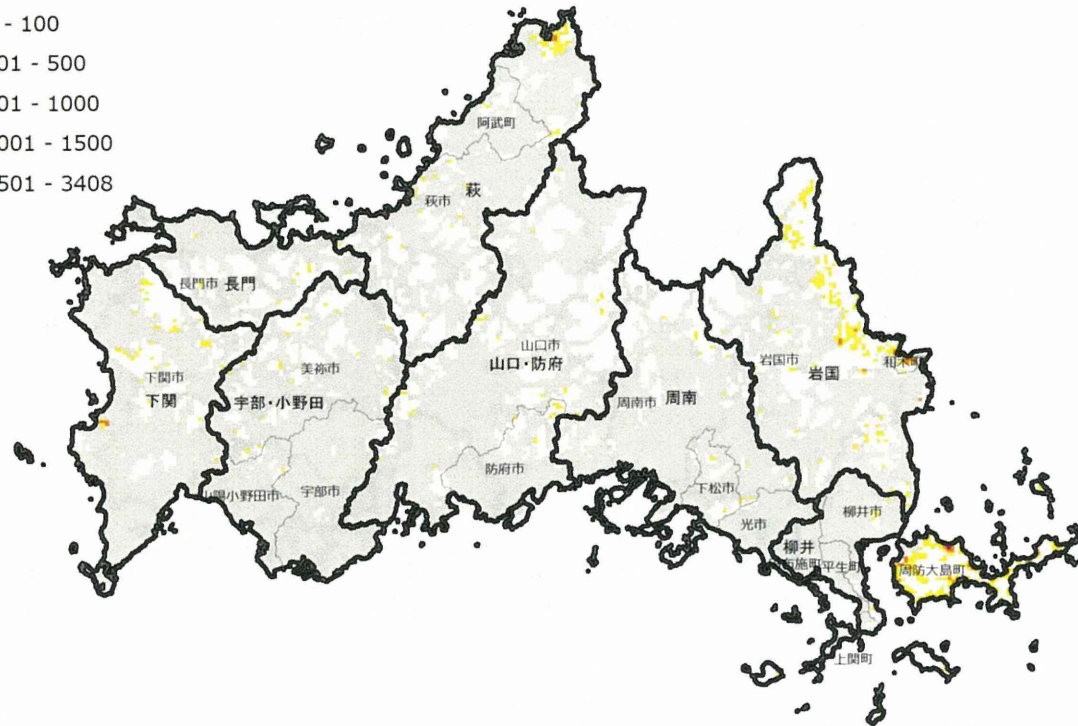 - 100
01 - 500
01 - 1000
001 - 1500
501 - 3408
阿武町
萩市
萩
長門市
長門
山口市
山口・防府
美祢市
下関市
下関
宇部・小野田
岩国市
岩国
和木町
周南市
周南
防府市
山陽小野田市
宇部市
下松市
光市
柳井市
柳井
布施町
平生町
周防大島町
上関町